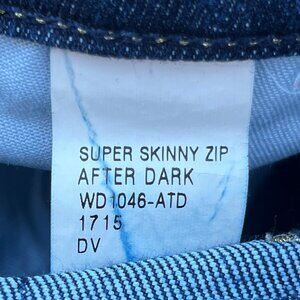 SUPER SKINNY ZIP
AFTER DARK
WD1046-ATD
1715
DV